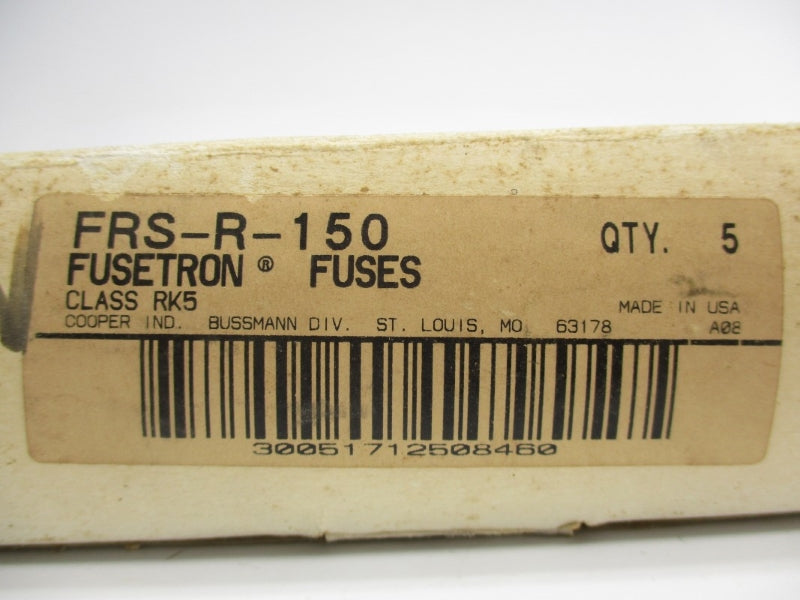 FRS-R-150 QTY. 5
FUSETRON® FUSES
CLASS RK5 MADE IN USA
COOPER IND. BUSSMANN DIV. ST. LOUIS, MO 63178 A08
30051712508460